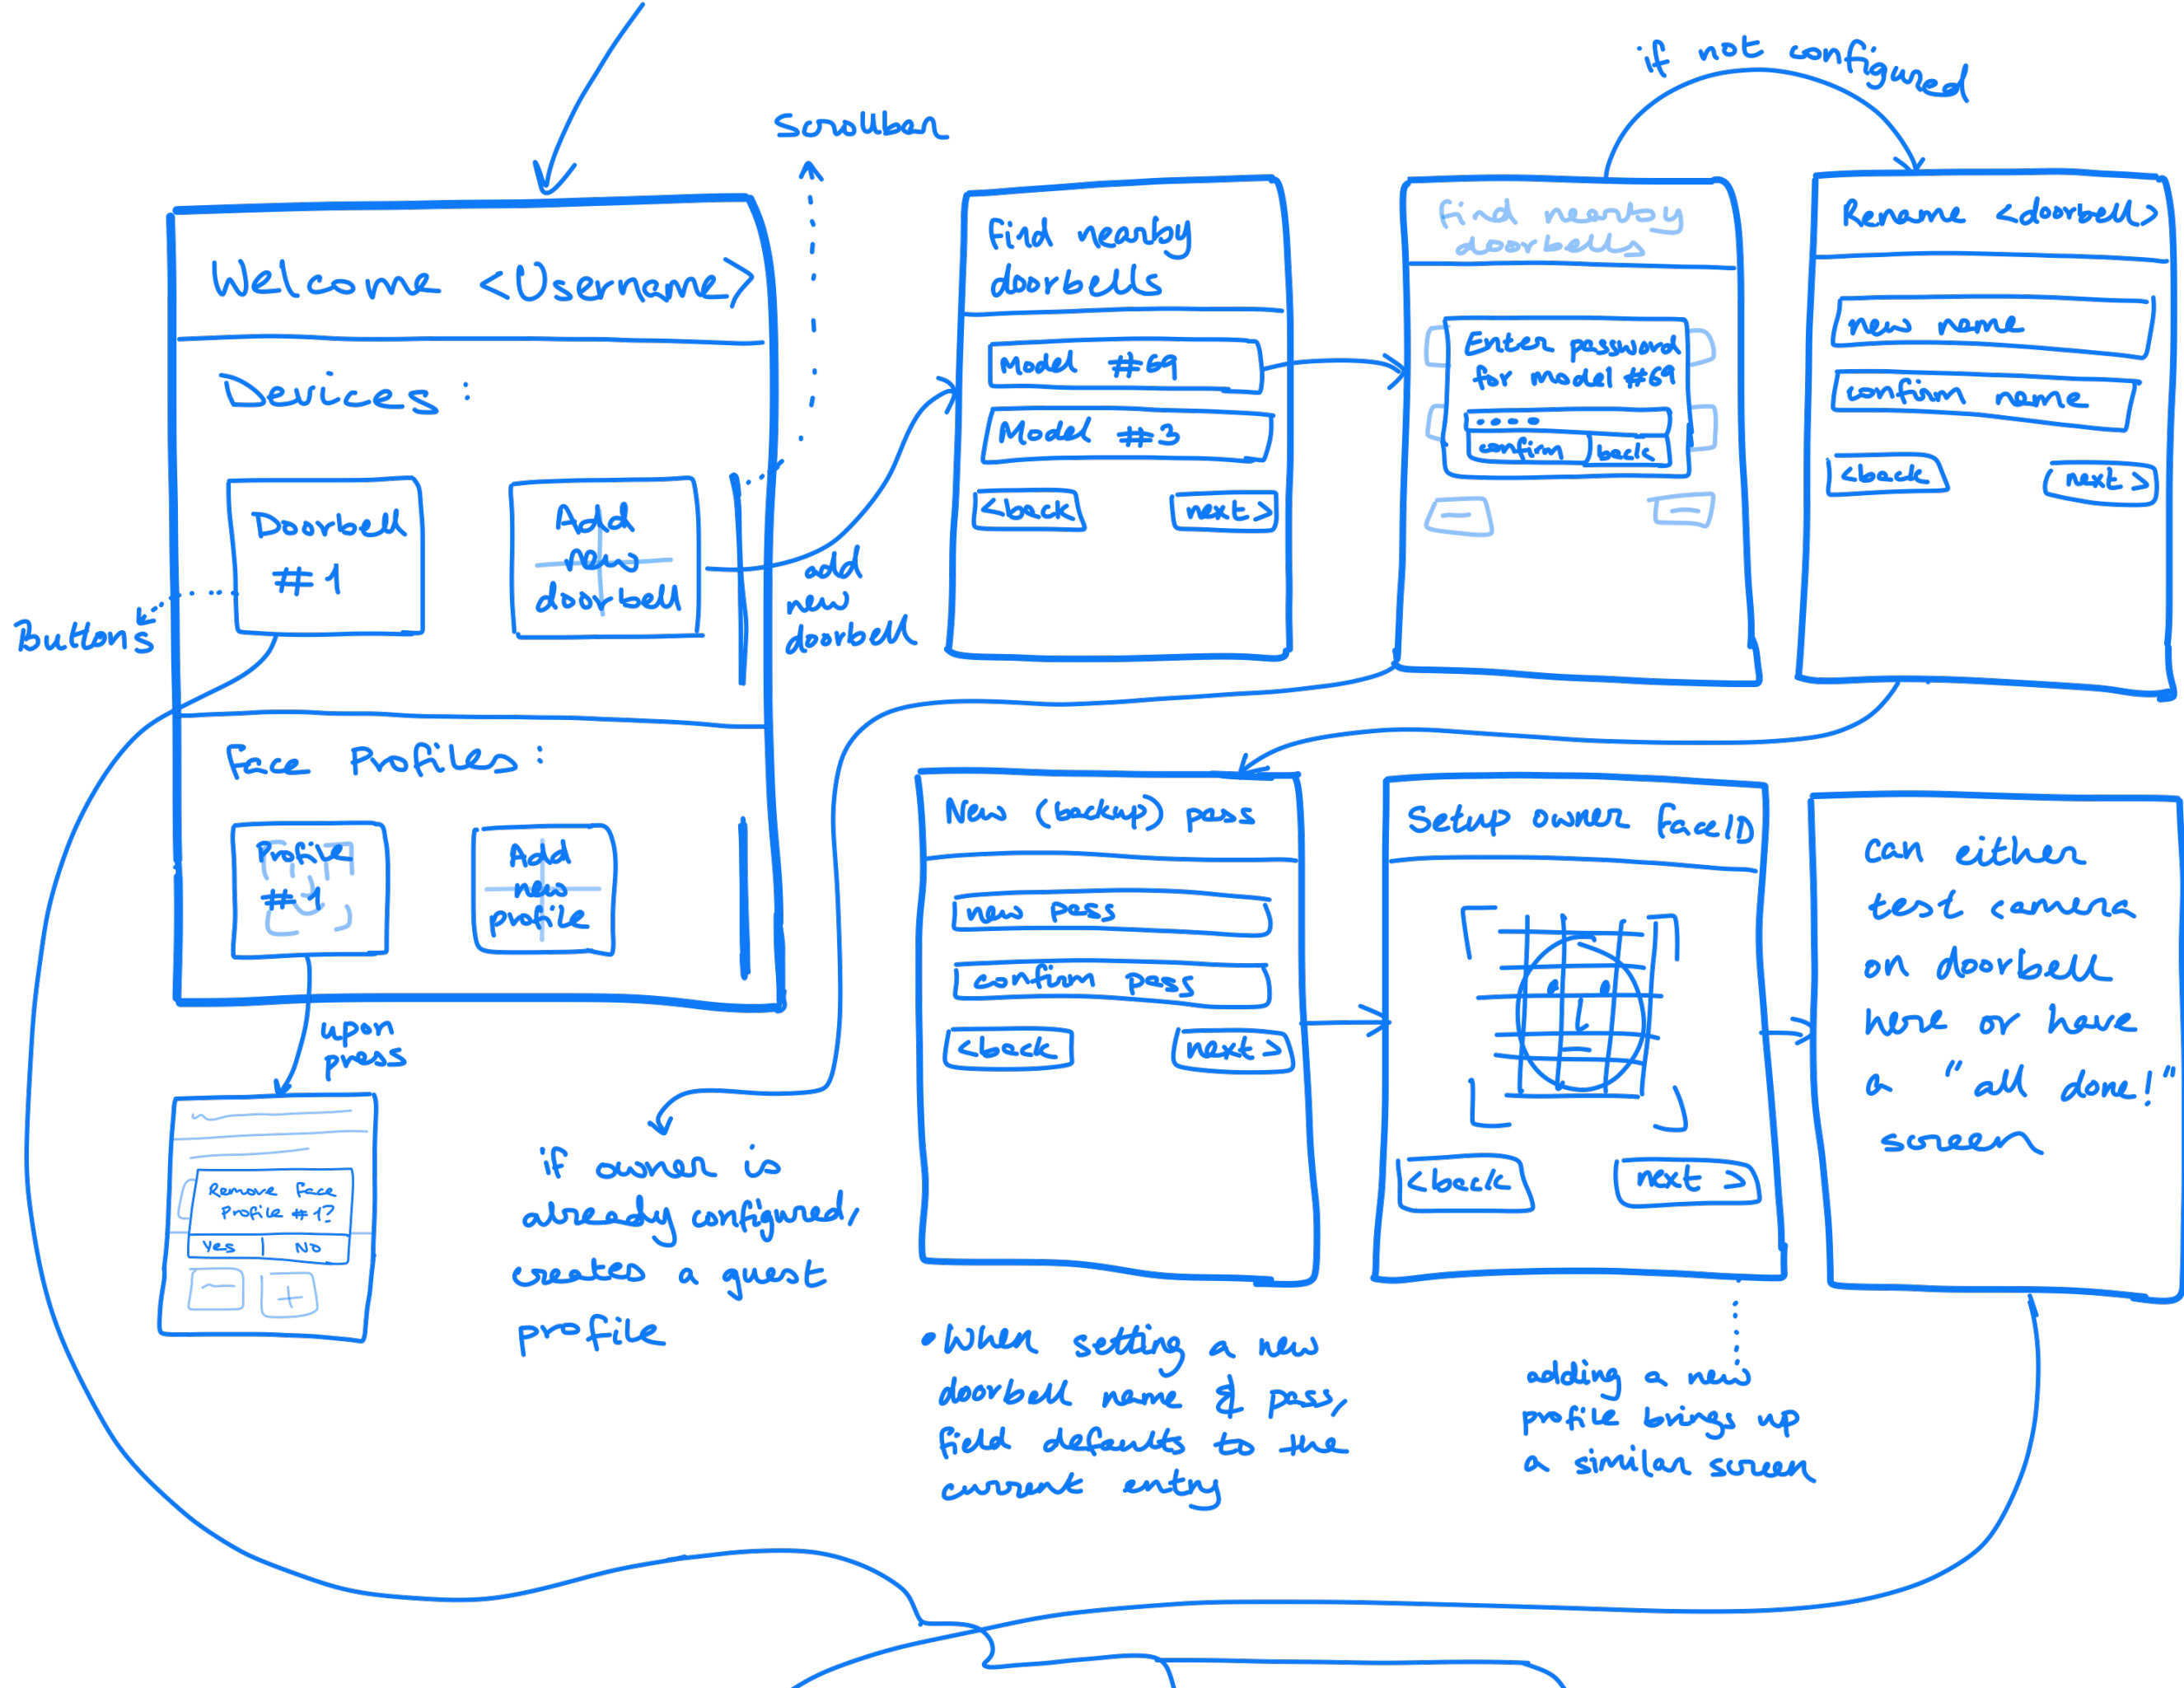 if not configured
Scrollbar
Welcome <Username>
Devices :
Doorbell
# 1
Add
New
doorbell
Buttons
add
new
doorbell
Face Profiles :
Profile
# 1
Add
new
profile
upon
press
Remove face
profile #1?
Yes
No
Find nearby
doorbells
Model #69
Model #3
<back
next>
Find nearby
doorbells
Enter password
for model #69
confirm
back
Rename <doorbell>
new name
confirm name
<back
next>
New (backup) pass
new pass
confirm pass
<back
next>
Setup owner FaceID
<back
next >
can either
test camera
on doorbell
here or have
a "all done!"
screen
if owner is
already configured,
creates a guest
profile
• When setting a new
doorbell name & pass,
field defaults to the
current entry
adding a new
profile brings up
a similar screen